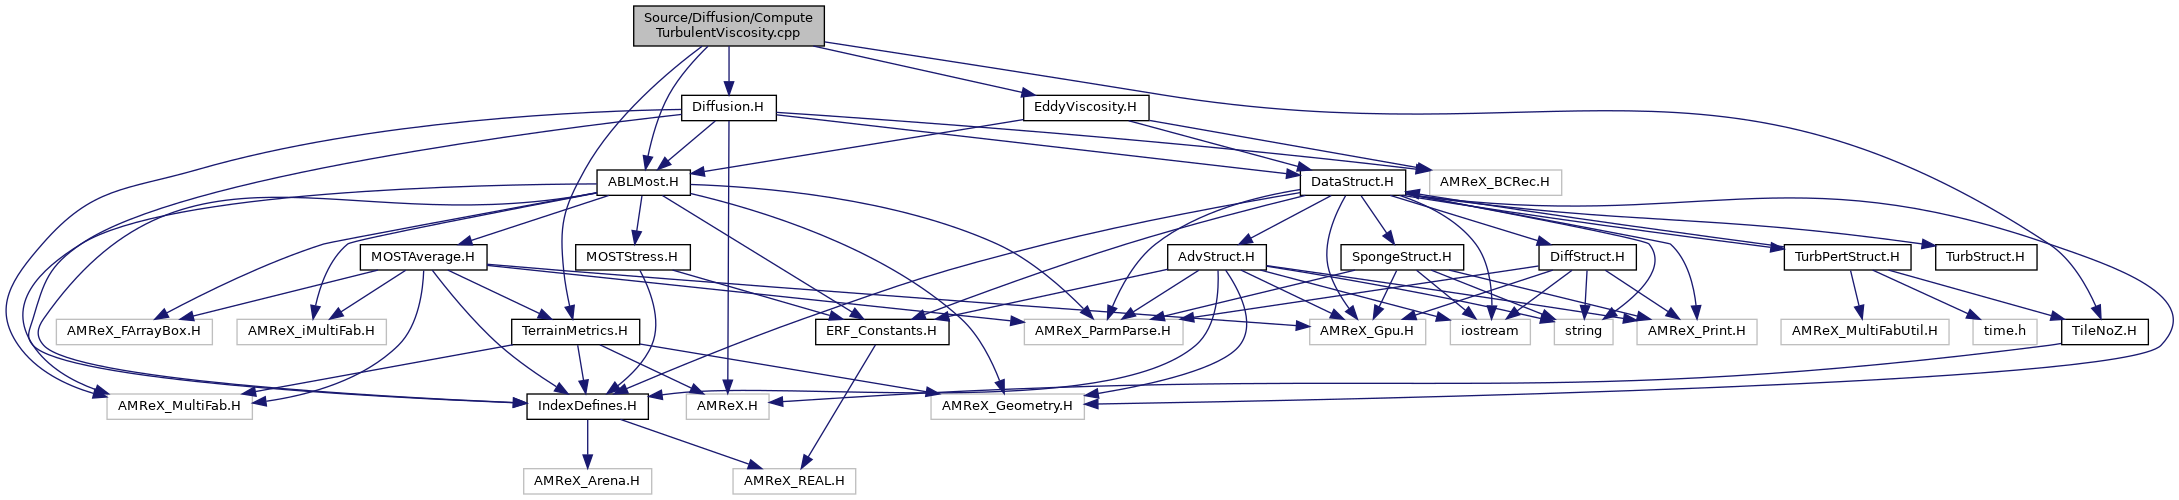 Source/Diffusion/Compute
TurbulentViscosity.cpp
Diffusion.H
EddyViscosity.H
ABLMost.H
DataStruct.H
AMReX_BCRec.H
MOSTAverage.H
MOSTStress.H
AdvStruct.H
SpongeStruct.H
DiffStruct.H
TurbPertStruct.H
TurbStruct.H
AMReX_FArrayBox.H
AMReX_iMultiFab.H
TerrainMetrics.H
ERF_Constants.H
AMReX_ParmParse.H
AMReX_Gpu.H
iostream
string
AMReX_Print.H
AMReX_MultiFabUtil.H
time.h
TileNoZ.H
AMReX_MultiFab.H
IndexDefines.H
AMReX.H
AMReX_Geometry.H
AMReX_Arena.H
AMReX_REAL.H